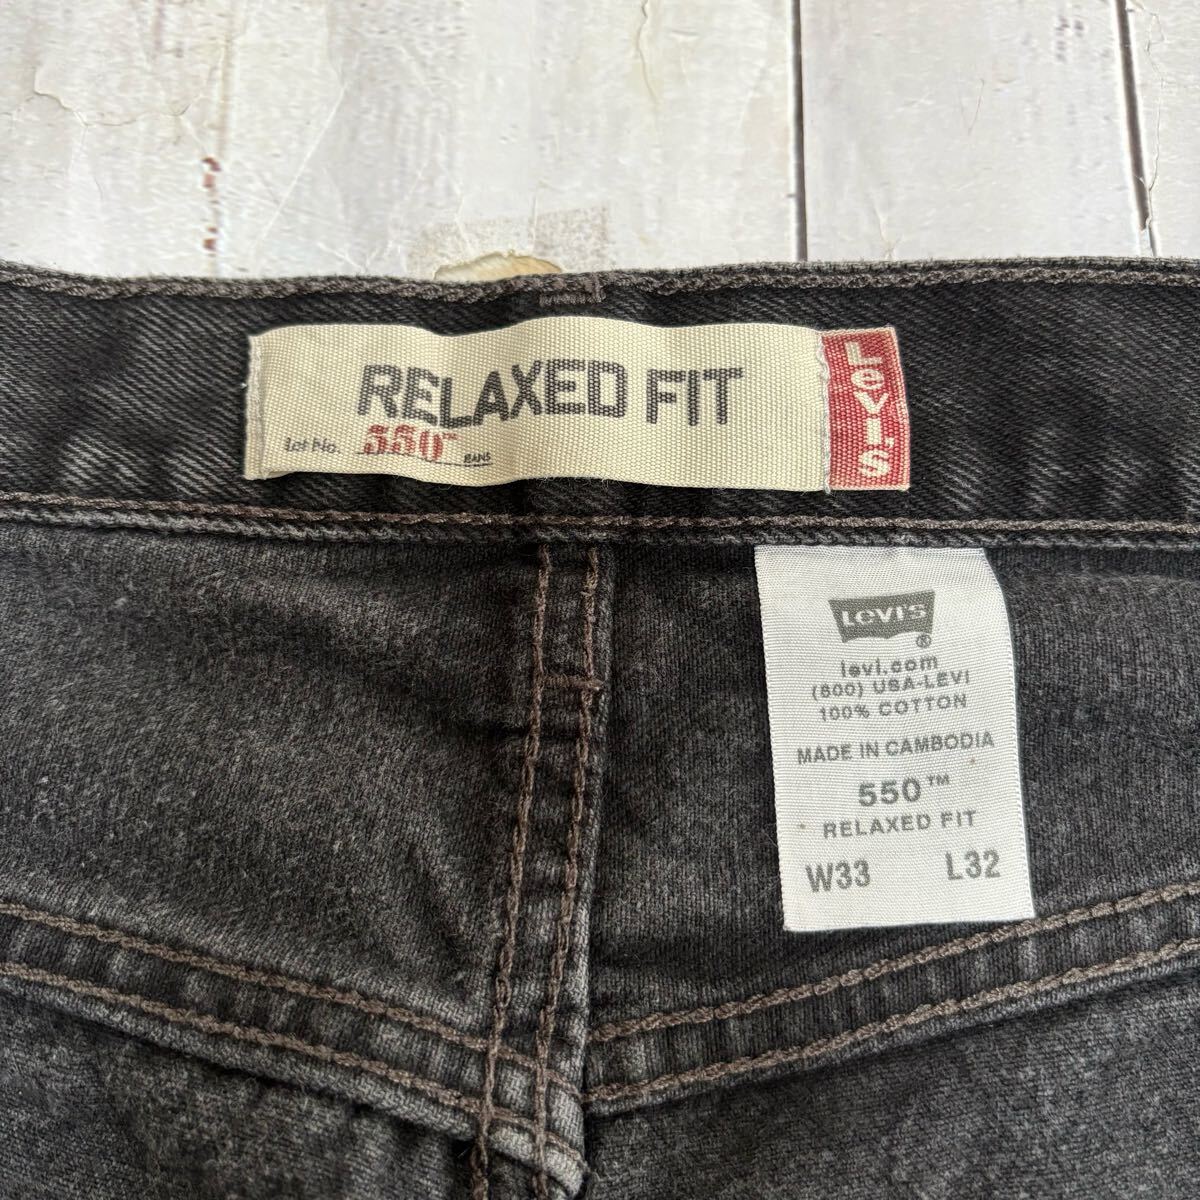 RELAXED FIT
Lot No. 550™ JEANS
LeVI.S
LEVI'S
®
levi.com
(800) USA-LEVI
100% COTTON
MADE IN CAMBODIA
550™
RELAXED FIT
W33 L32